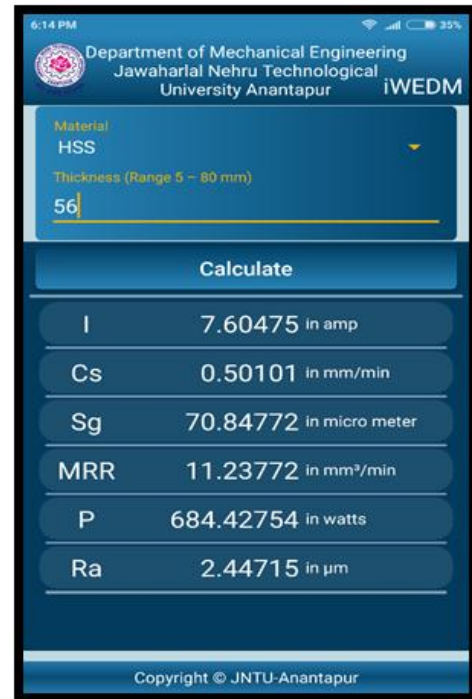 6:14 PM 35%
Department of Mechanical Engineering
Jawaharlal Nehru Technological
University Anantapur
iWEDM
Material
HSS
Thickness (Range 5 – 80 mm)
56
Calculate
I 7.60475 in amp
Cs 0.50101 in mm/min
Sg 70.84772 in micro meter
MRR 11.23772 in mm³/min
P 684.42754 in watts
Ra 2.44715 in μm
Copyright © JNTU-Anantapur